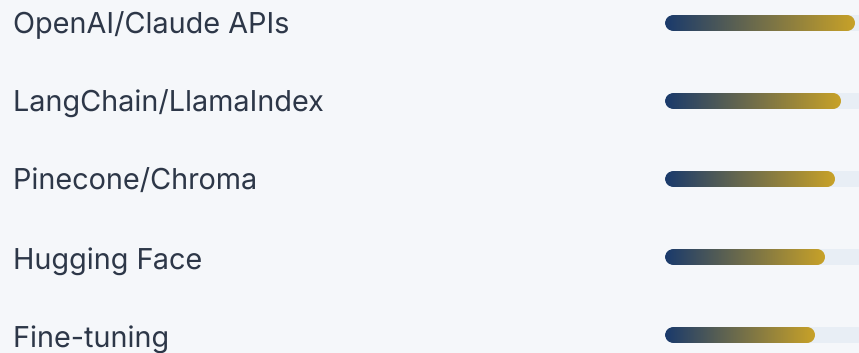 OpenAI/Claude APIs
LangChain/LlamaIndex
Pinecone/Chroma
Hugging Face
Fine-tuning